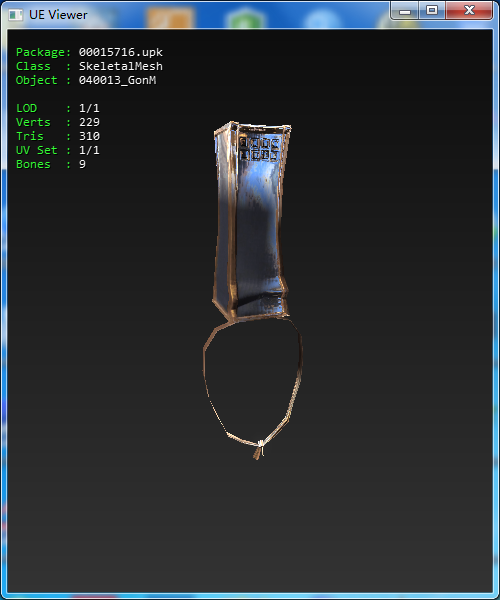 UE Viewer
Package: 00015716.upk
Class : SkeletalMesh
Object : 040013_GonM
LOD : 1/1
Verts : 229
Tris : 310
UV Set : 1/1
Bones : 9